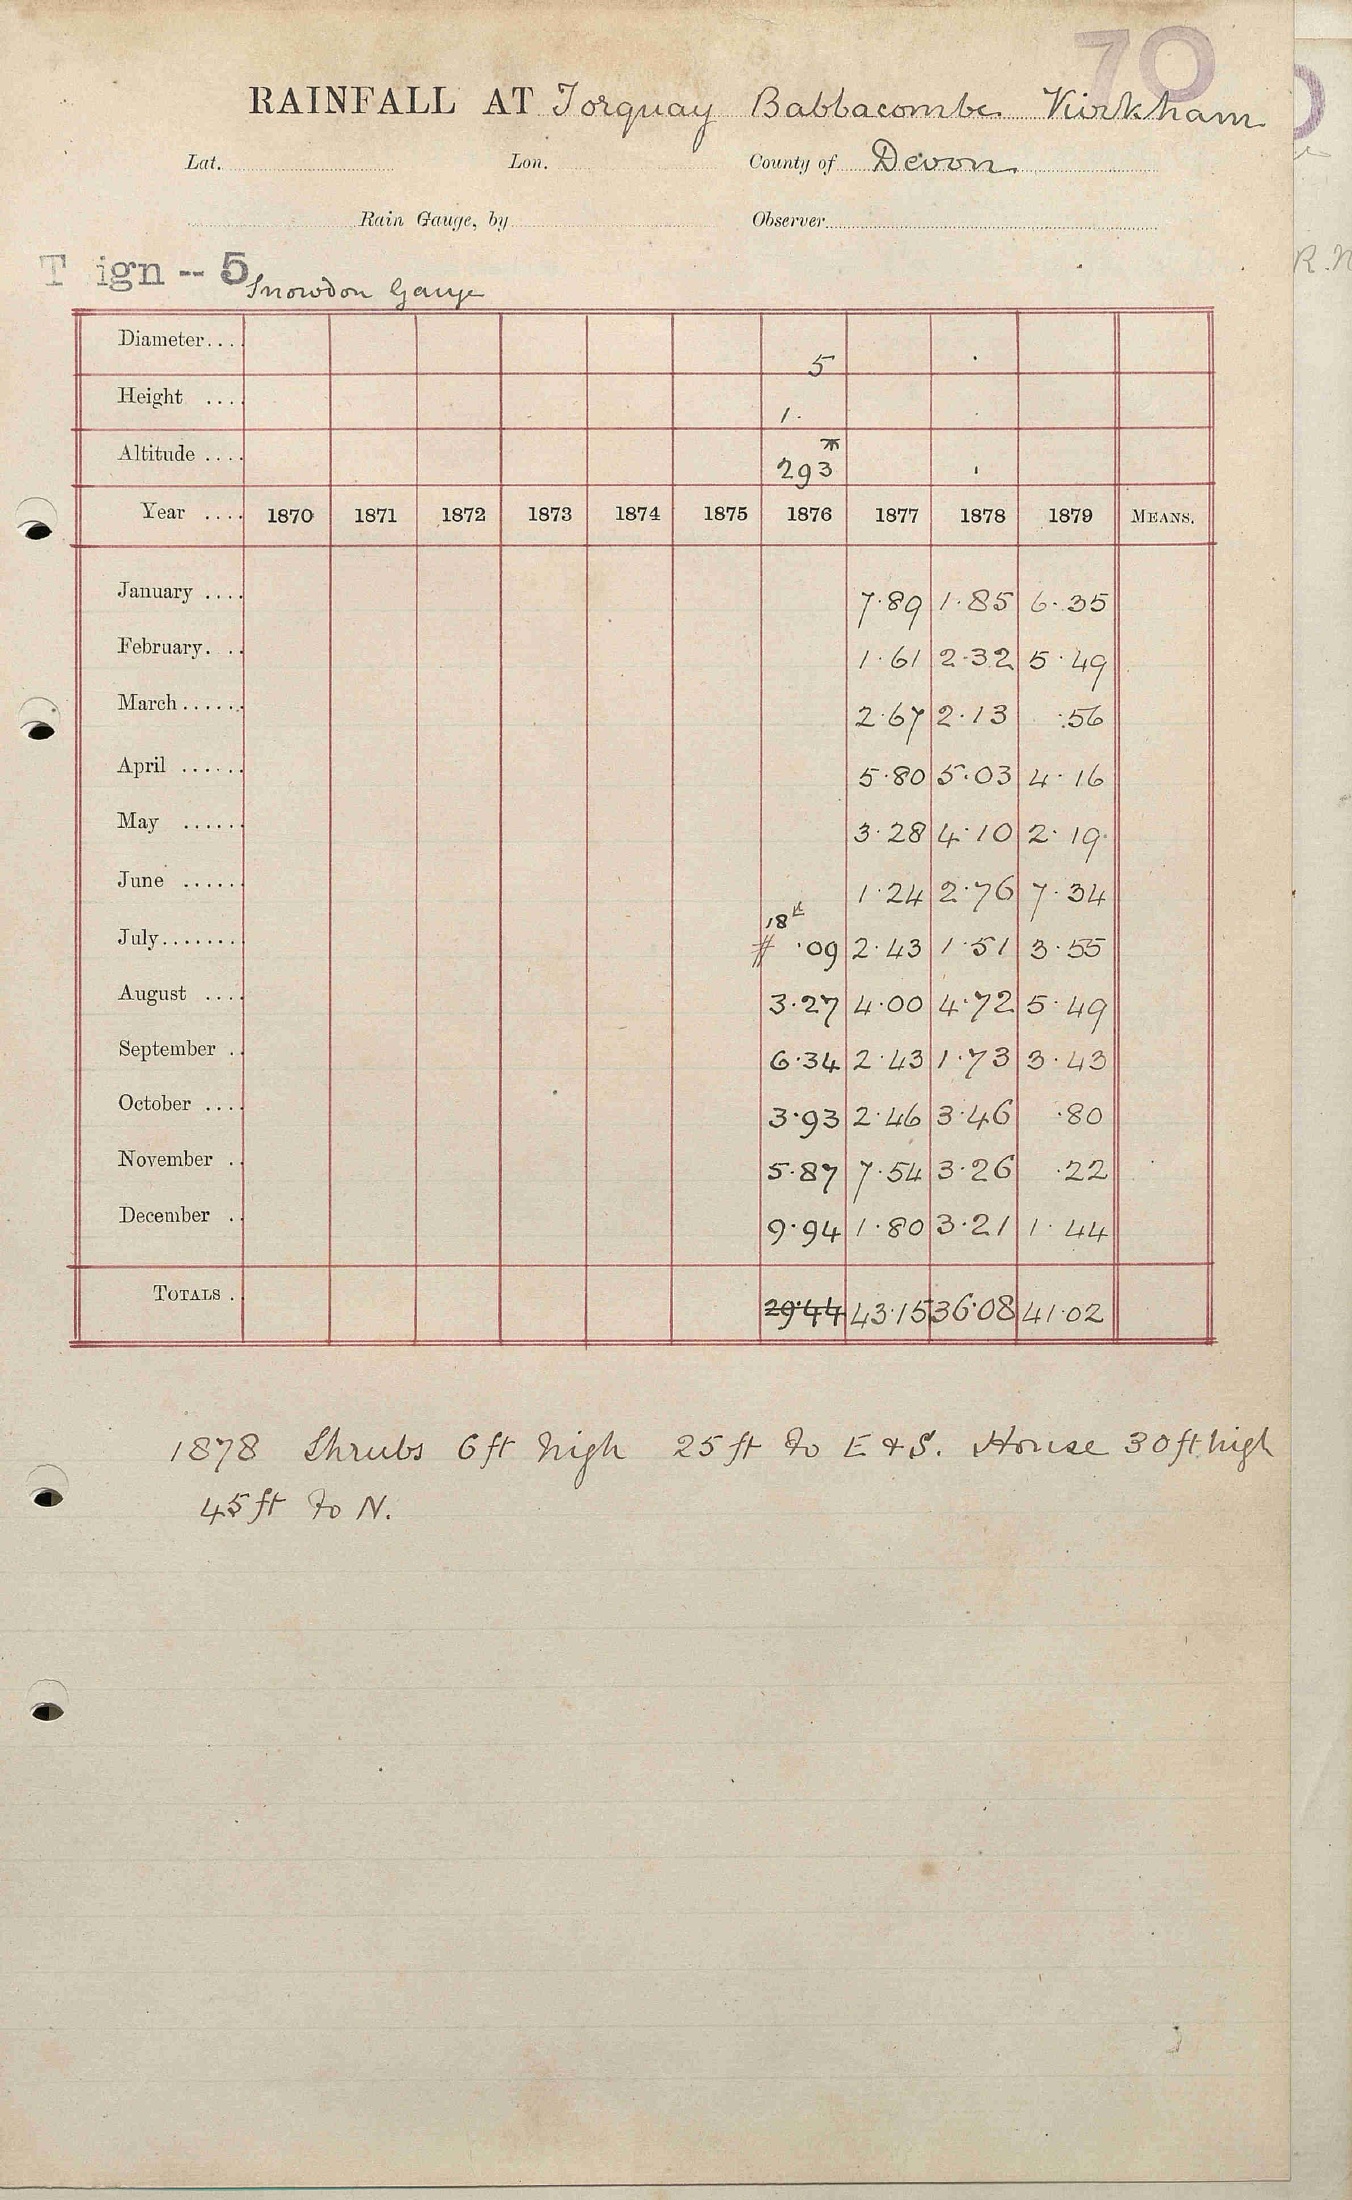 70
RAINFALL AT Torquay Babbacombe Kirkham
Lat. Lon. County of Devon
Rain Gauge, by Observer
T ign -- 5 Snowdon Gauge
Diameter.... 5
Height .... 1.
Altitude .... 293
Year .... 1870 1871 1872 1873 1874 1875 1876 1877 1878 1879 MEANS.
January .... 7.89 1.85 6.35
February. .. 1.61 2.32 5.49
March...... 2.67 2.13 .56
April ...... 5.80 5.03 4.16
May ...... 3.28 4.10 2.19
June ...... 1.24 2.76 7.34
18th
July........ # .09 2.43 1.51 3.55
August .... 3.27 4.00 4.72 5.49
September .. 6.34 2.43 1.73 3.43
October .... 3.93 2.46 3.46 .80
November .. 5.87 7.54 3.26 .22
December .. 9.94 1.80 3.21 1.44
TOTALS . 29.44 43.15 36.08 41.02
1878 Shrubs 6ft high 25ft to E & S. House 30ft high
45ft to N.